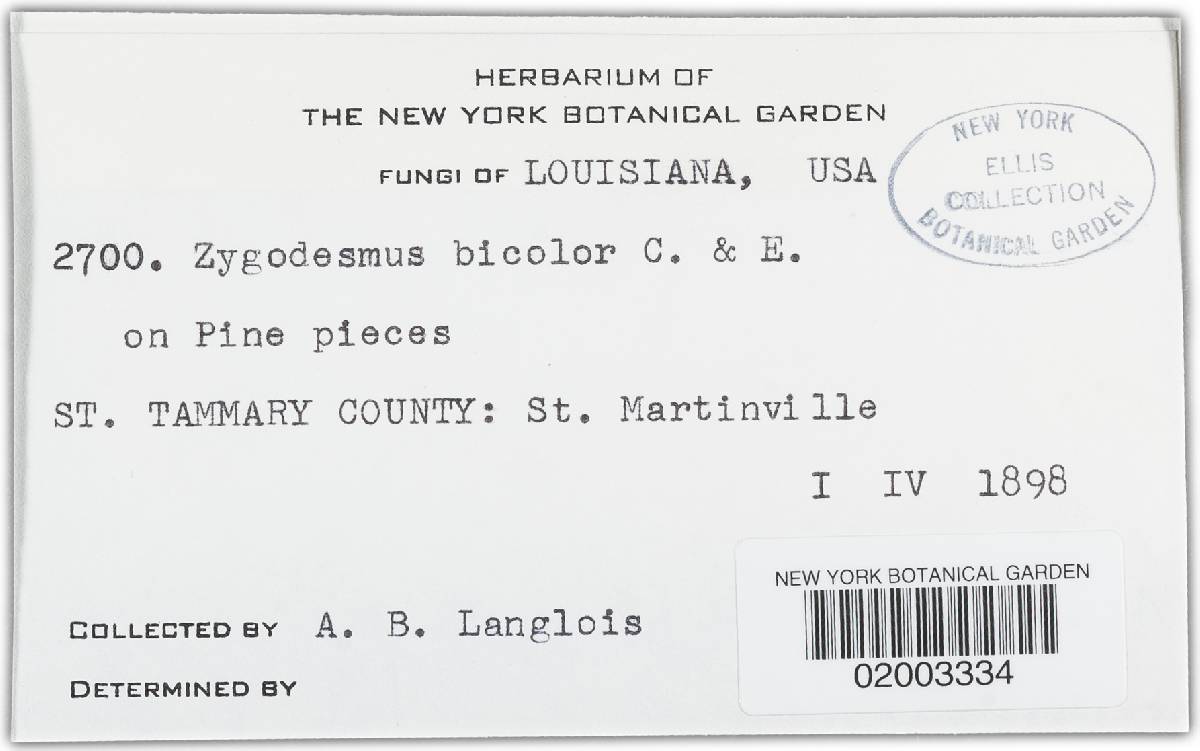 HERBARIUM OF
THE NEW YORK BOTANICAL GARDEN
FUNGI OF LOUISIANA, USA
NEW YORK
ELLIS
COLLECTION
BOTANICAL GARDEN
2700. Zygodesmus bicolor C. & E.
on Pine pieces
ST. TAMMARY COUNTY: St. Martinville
I IV 1898
NEW YORK BOTANICAL GARDEN
02003334
COLLECTED BY A. B. Langlois
DETERMINED BY